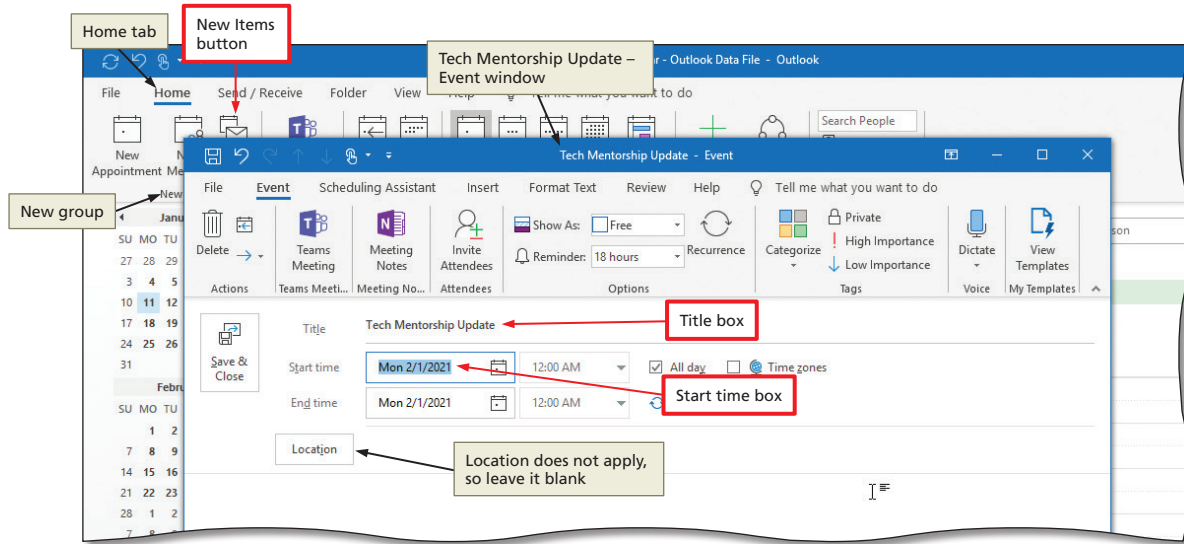 Home tab
New Items
button
Tech Mentorship Update –
Event window
r - Outlook Data File - Outlook
File Home Send / Receive Folder View Help Tell me what you want to do
Search People
New
Appointment
New
New group
Tech Mentorship Update - Event
File Event Scheduling Assistant Insert Format Text Review Help Tell me what you want to do
Delete
Teams
Meeting
Meeting
Notes
Invite
Attendees
Show As: Free
Reminder: 18 hours
Recurrence
Categorize
Private
High Importance
Low Importance
Dictate
View
Templates
Actions Teams Meeti... Meeting No... Attendees Options Tags Voice My Templates
Janu
SU MO TU
27 28 29
3 4 5
10 11 12
17 18 19
24 25 26
31
Febru
SU MO TU
1 2
7 8 9
14 15 16
21 22 23
28 1 2
Save &
Close
Title Tech Mentorship Update
Title box
Start time Mon 2/1/2021 12:00 AM All day Time zones
Start time box
End time Mon 2/1/2021 12:00 AM
Location
Location does not apply,
so leave it blank
son